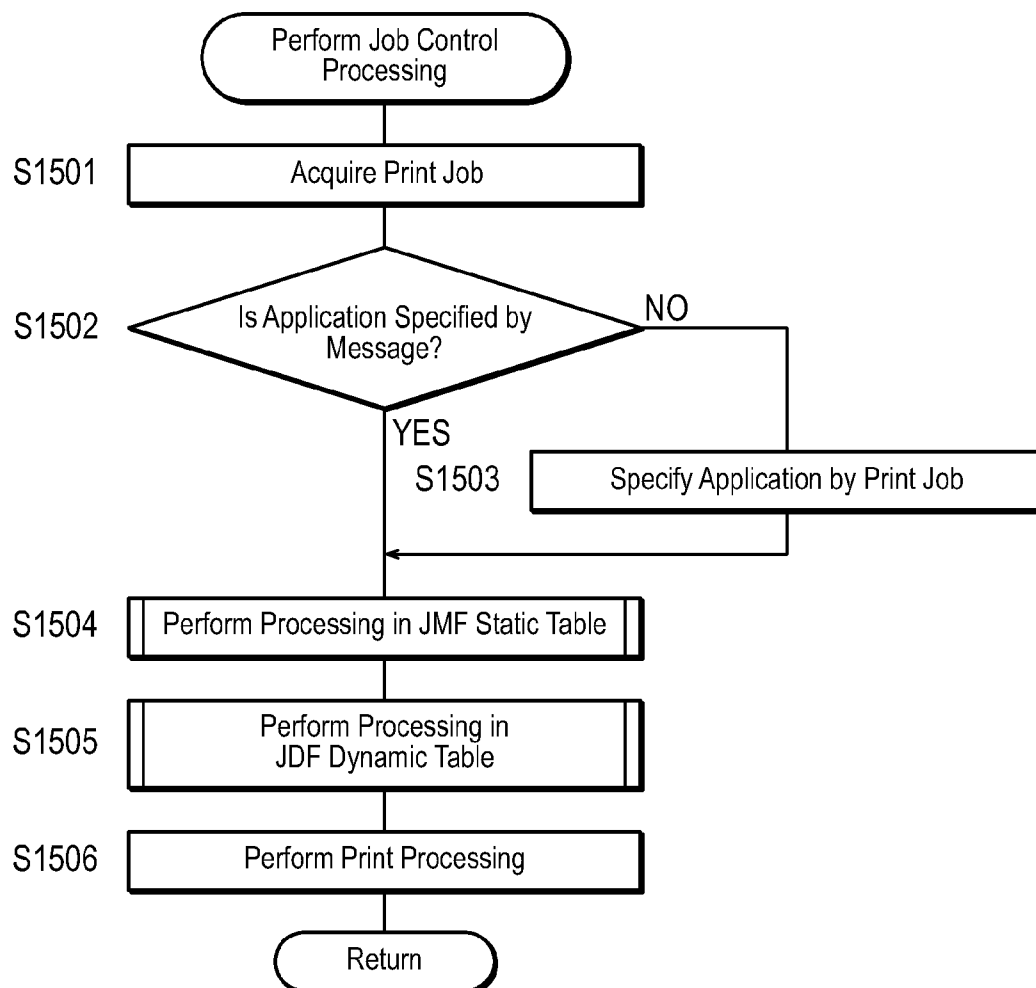 Perform Job Control
Processing
S1501
Acquire Print Job
S1502
Is Application Specified by
Message?
NO
YES
S1503
Specify Application by Print Job
S1504
Perform Processing in JMF Static Table
S1505
Perform Processing in
JDF Dynamic Table
S1506
Perform Print Processing
Return